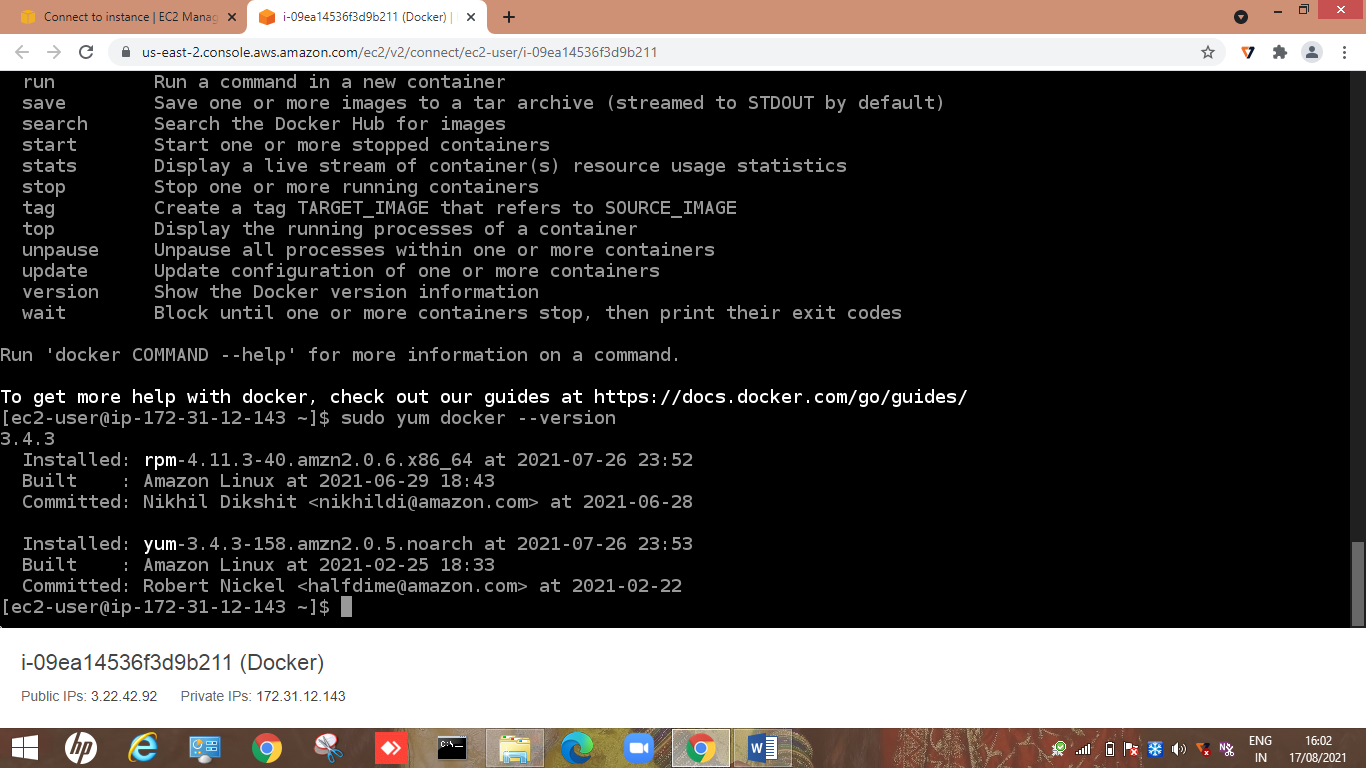 Connect to instance | EC2 Manag
i-09ea14536f3d9b211 (Docker) |
us-east-2.console.aws.amazon.com/ec2/v2/connect/ec2-user/i-09ea14536f3d9b211
run Run a command in a new container
save Save one or more images to a tar archive (streamed to STDOUT by default)
search Search the Docker Hub for images
start Start one or more stopped containers
stats Display a live stream of container(s) resource usage statistics
stop Stop one or more running containers
tag Create a tag TARGET_IMAGE that refers to SOURCE_IMAGE
top Display the running processes of a container
unpause Unpause all processes within one or more containers
update Update configuration of one or more containers
version Show the Docker version information
wait Block until one or more containers stop, then print their exit codes
Run 'docker COMMAND --help' for more information on a command.
To get more help with docker, check out our guides at https://docs.docker.com/go/guides/
[ec2-user@ip-172-31-12-143 ~]$ sudo yum docker --version
3.4.3
Installed: rpm-4.11.3-40.amzn2.0.6.x86_64 at 2021-07-26 23:52
Built : Amazon Linux at 2021-06-29 18:43
Committed: Nikhil Dikshit <nikhildi@amazon.com> at 2021-06-28
Installed: yum-3.4.3-158.amzn2.0.5.noarch at 2021-07-26 23:53
Built : Amazon Linux at 2021-02-25 18:33
Committed: Robert Nickel <halfdime@amazon.com> at 2021-02-22
[ec2-user@ip-172-31-12-143 ~]$
i-09ea14536f3d9b211 (Docker)
Public IPs: 3.22.42.92 Private IPs: 172.31.12.143
ENG 16:02
IN 17/08/2021